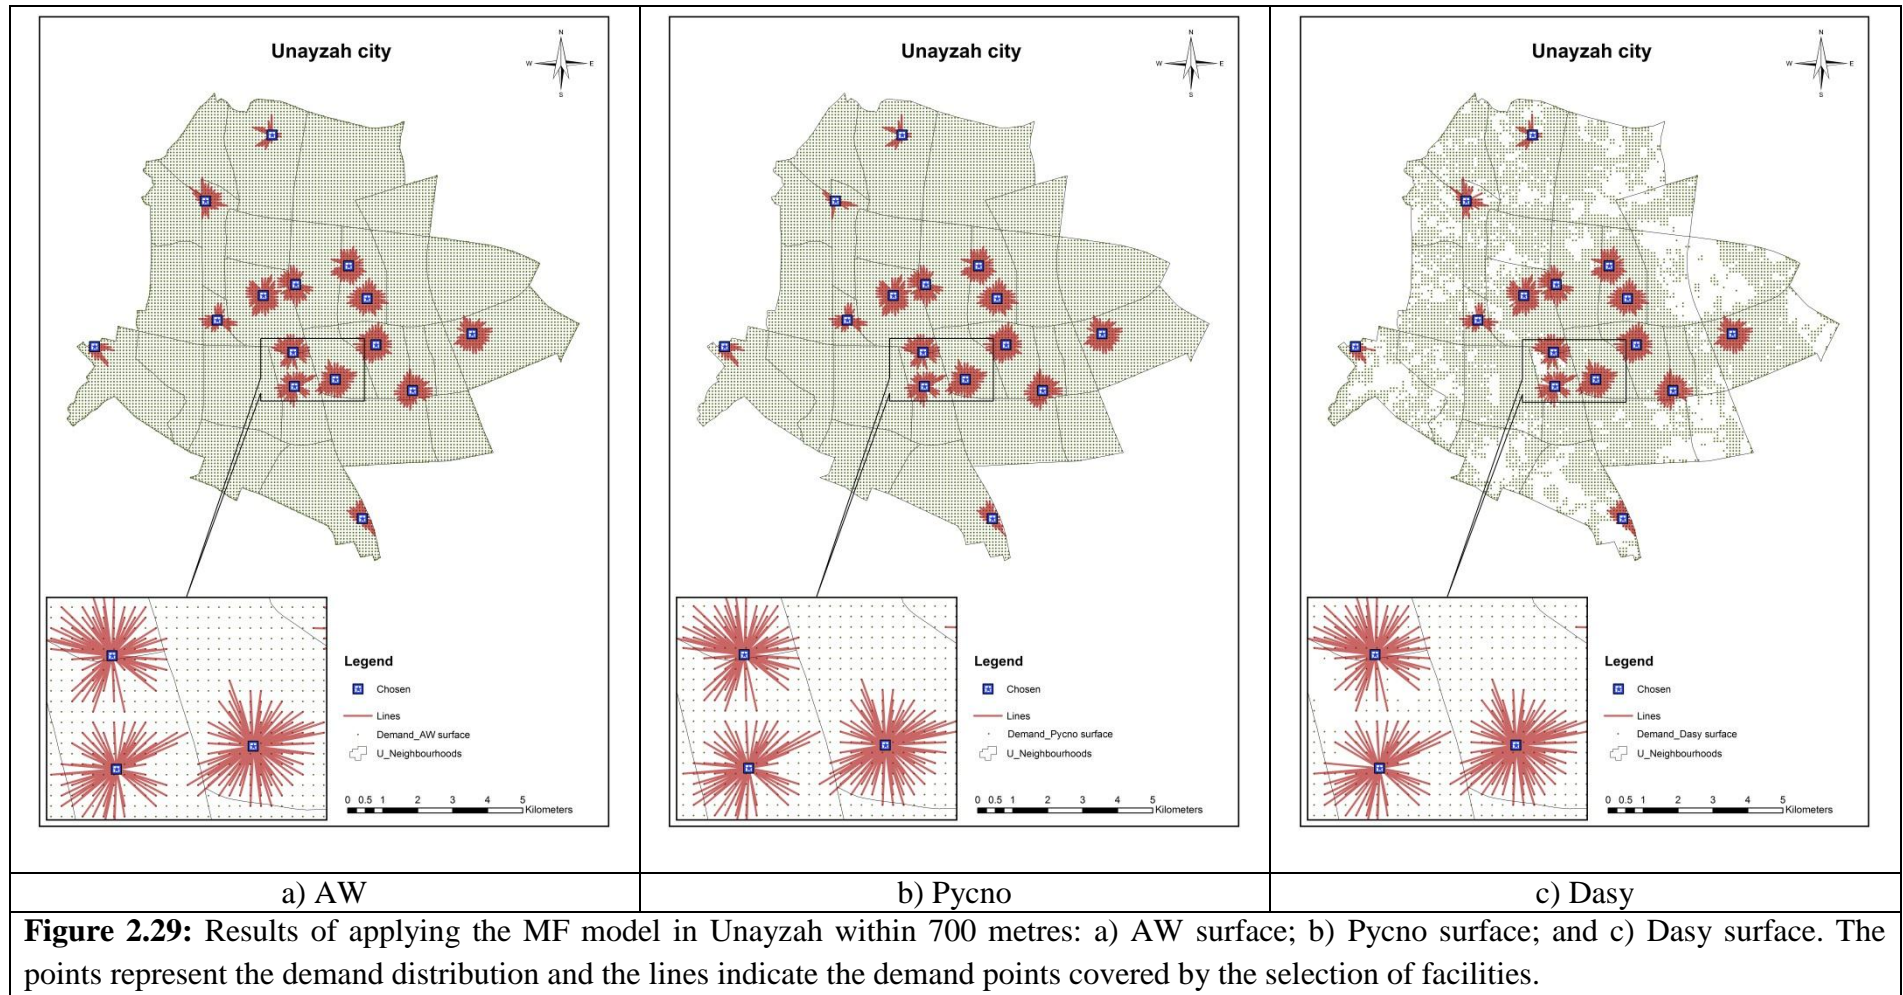 Unayzah city
N
W E
S
Legend
Chosen
Lines
Demand_AW surface
U_Neighbourhoods
0 0.5 1 2 3 4 5
Kilometers
Unayzah city
N
W E
S
Legend
Chosen
Lines
Demand_Pycno surface
U_Neighbourhoods
0 0.5 1 2 3 4 5
Kilometers
Unayzah city
N
W E
S
Legend
Chosen
Lines
Demand_Dasy surface
U_Neighbourhoods
0 0.5 1 2 3 4 5
Kilometers
a) AW
b) Pycno
c) Dasy
Figure 2.29: Results of applying the MF model in Unayzah within 700 metres: a) AW surface; b) Pycno surface; and c) Dasy surface. The
points represent the demand distribution and the lines indicate the demand points covered by the selection of facilities.